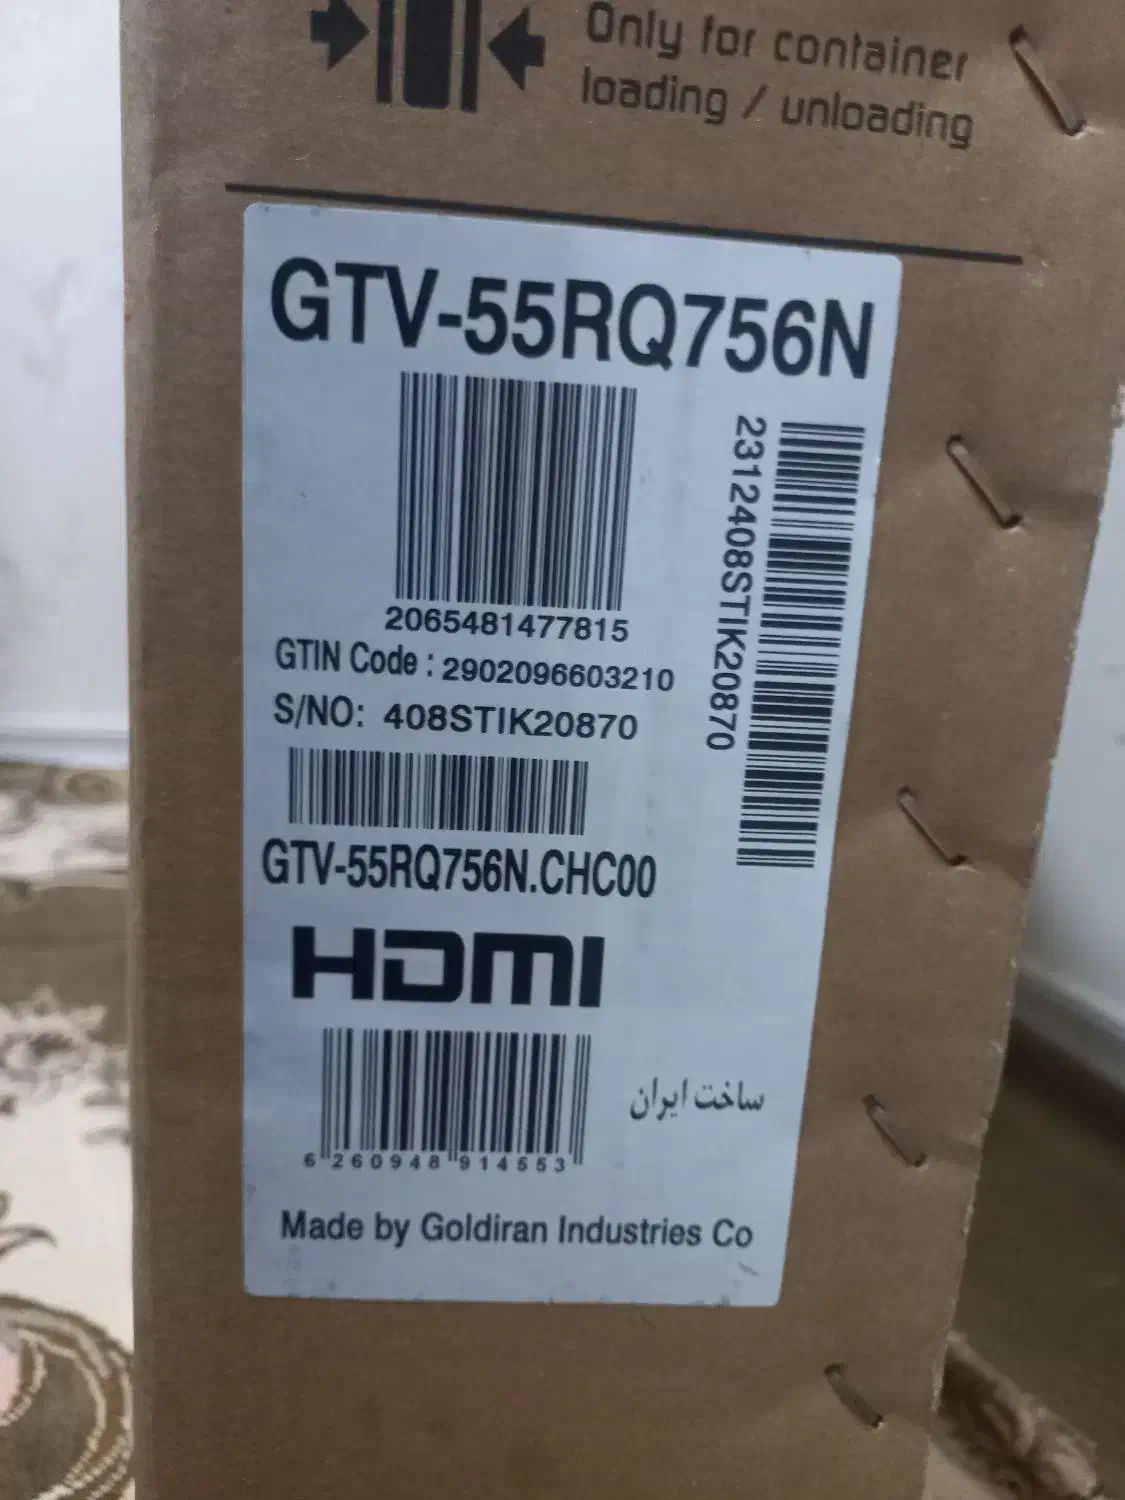 Only for container
loading / unloading
GTV-55RQ756N
2065481477815
2312408STIK20870
GTIN Code : 2902096603210
S/NO: 408STIK20870
GTV-55RQ756N.CHC00
HDMI
6 260948 914553
ساخت ایران
Made by Goldiran Industries Co